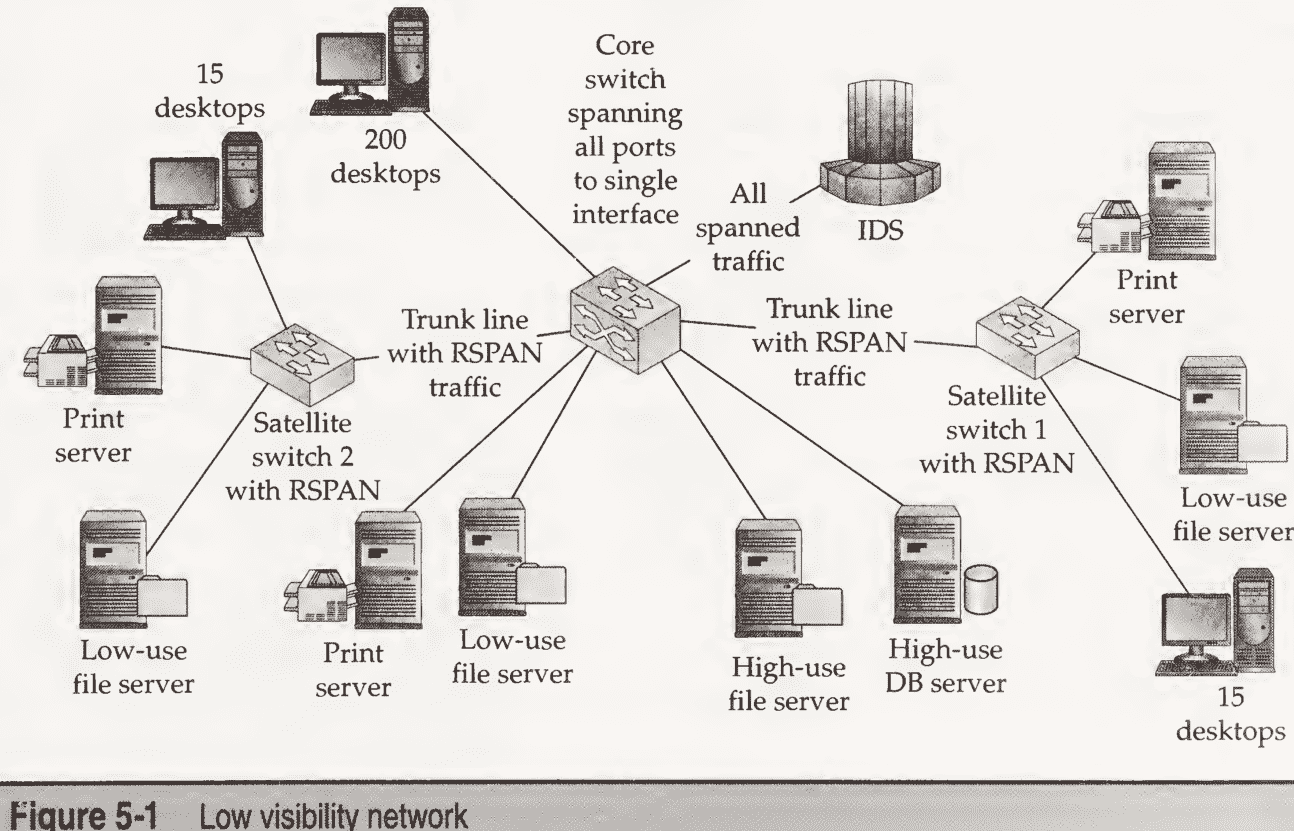 15
desktops
200
desktops
Core
switch
spanning
all ports
to single
interface
All
spanned
traffic
IDS
Print
server
Trunk line
with RSPAN
traffic
Trunk line
with RSPAN
traffic
Print
server
Satellite
switch 2
with RSPAN
Satellite
switch 1
with RSPAN
Low-use
file server
Low-use
file server
Print
server
Low-use
file server
High-use
file server
High-use
DB server
15
desktops
Figure 5-1 Low visibility network